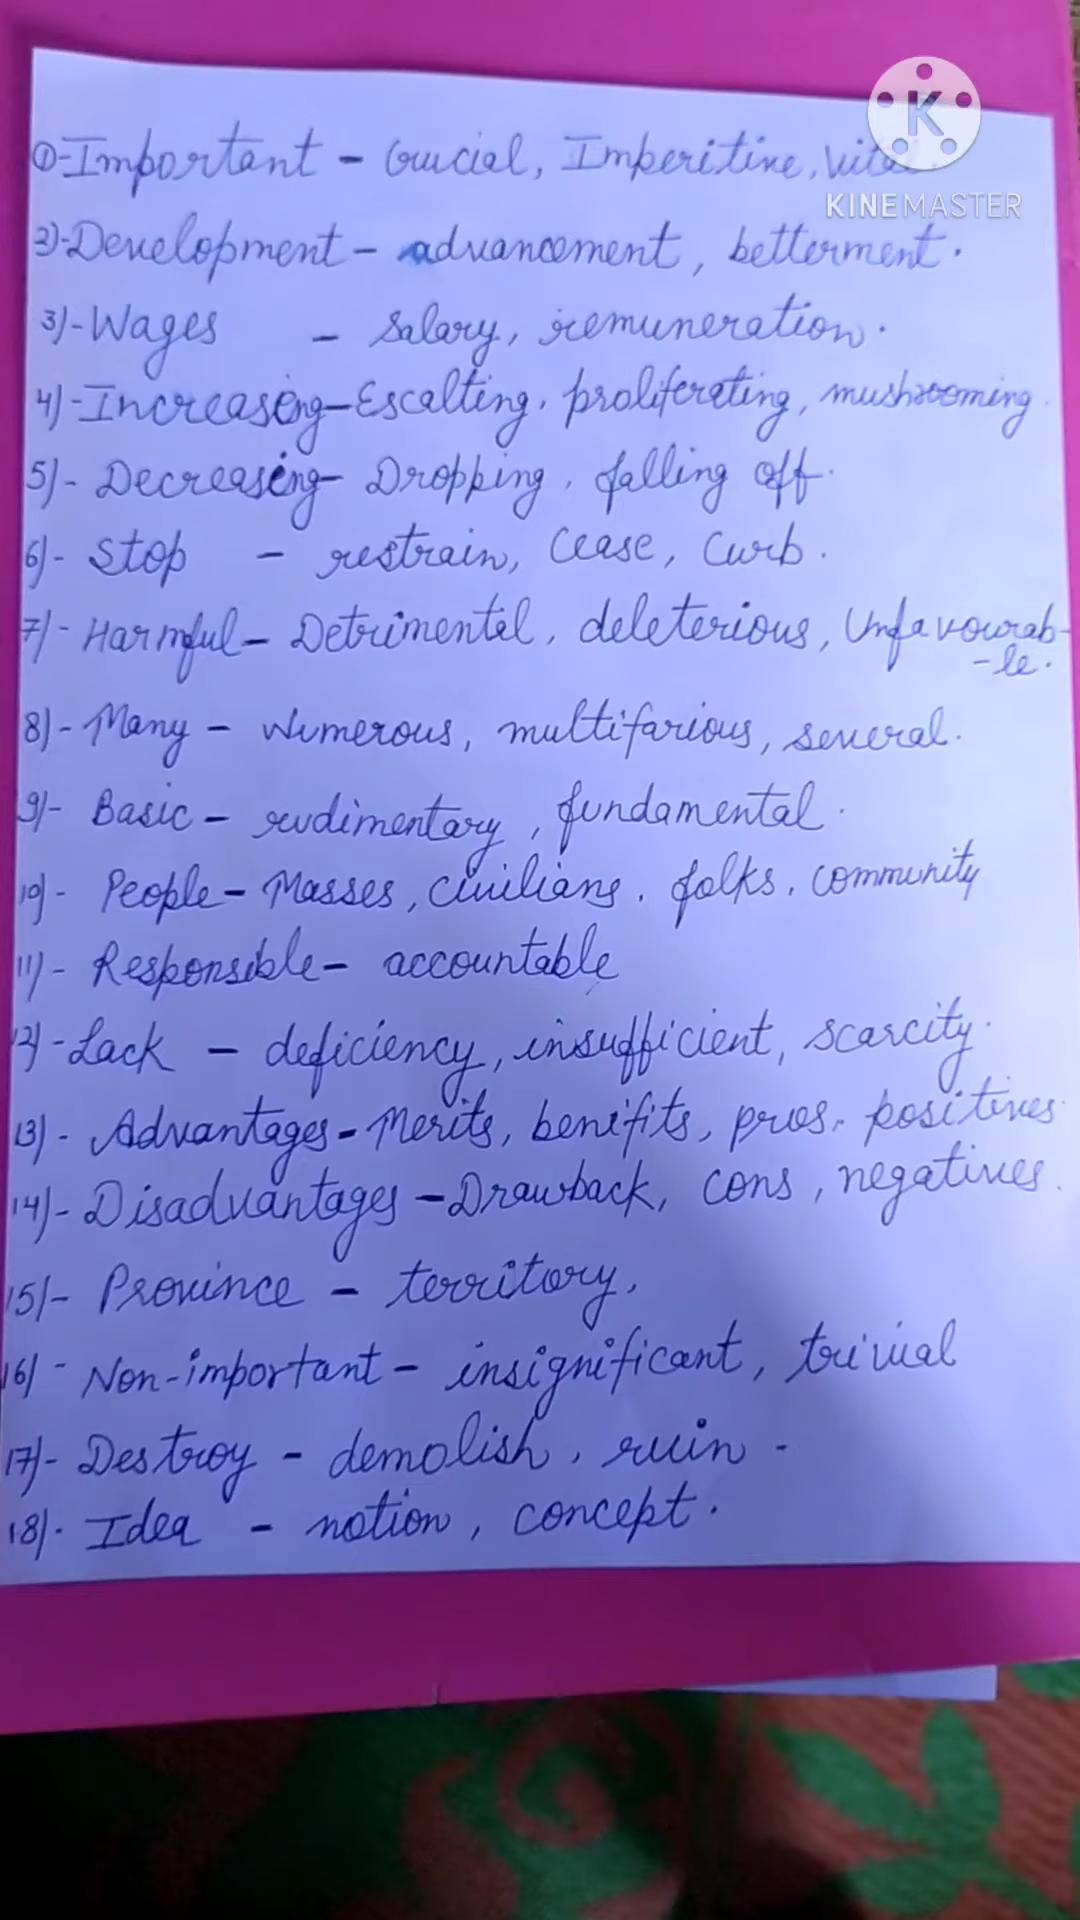 ①-Important - Crucial, Imperitive, Vital.
K
KINEMASTER
2)-Development - advancement, betterment.
3)-Wages - Salary, remuneration.
4)-Increasing-Escalting, proliferating, mushrooming.
5)- Decreasing- Dropping, falling off.
6)- Stop - restrain, Cease, Curb.
7)- Harmful- Detrimental, deleterious, Unfavourab-
-le.
8)- Many - Numerous, multifarious, several.
9)- Basic - rudimentary, fundamental.
10)- People - Masses, civilians, folks, community
11)- Responsible - accountable
12)-Lack - deficiency, insufficient, scarcity.
13)- Advantages - Merits, benifits, pros, positives.
14)- Disadvantages - Drawback, cons, negatives.
15)- Province - territory,
16)- Non-important - insignificant, trivial
17)- Destroy - demolish, ruin -
18)- Idea - notion, concept.